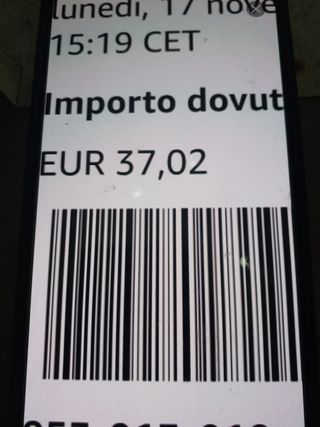 lunedì, 17 nove
15:19 CET
Importo dovut
EUR 37,02